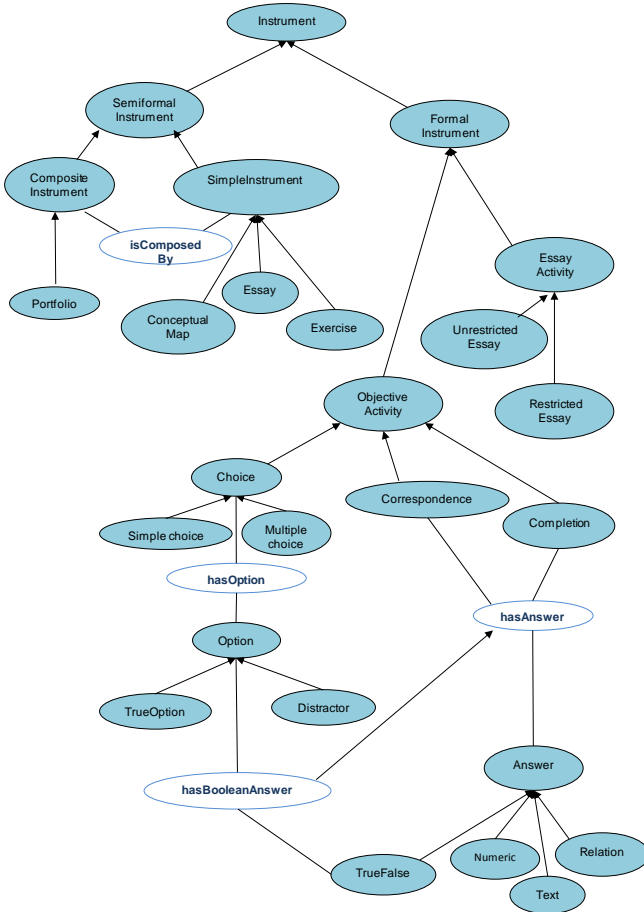 Instrument
Semiformal
Instrument
Formal
Instrument
Composite
Instrument
SimpleInstrument
isComposed
By
Essay
Activity
Portfolio
Essay
Conceptual
Map
Exercise
Unrestricted
Essay
Restricted
Essay
Objective
Activity
Choice
Correspondence
Simple choice
Multiple
choice
Completion
hasOption
hasAnswer
Option
TrueOption
Distractor
Answer
hasBooleanAnswer
TrueFalse
Numeric
Relation
Text